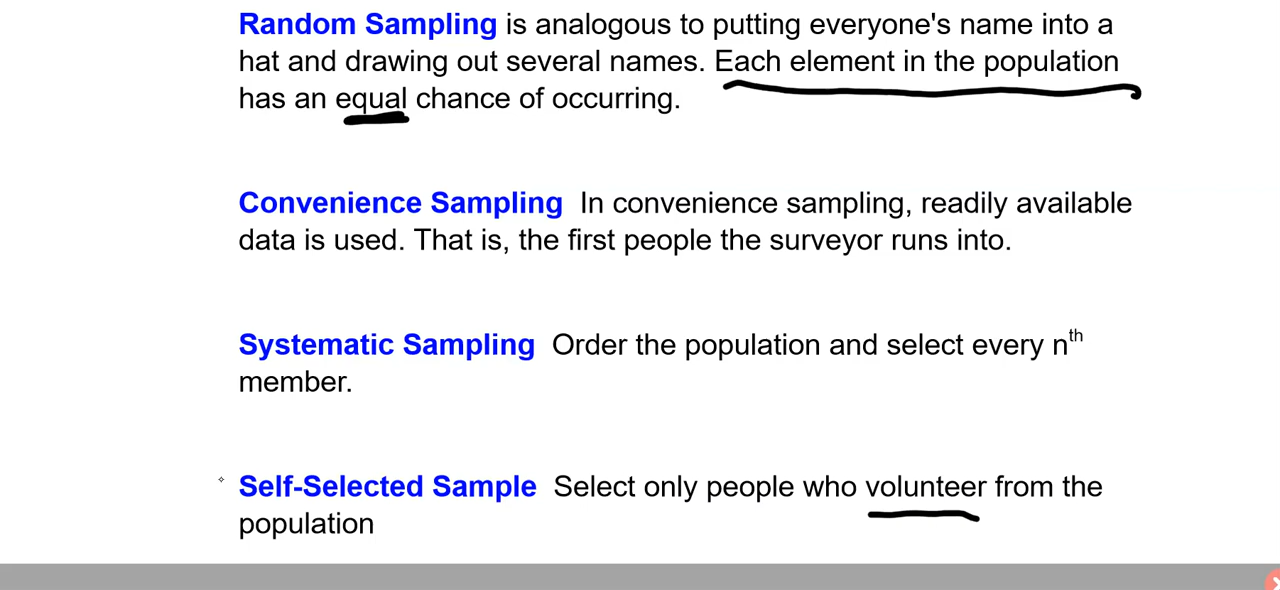 Random Sampling is analogous to putting everyone's name into a
hat and drawing out several names. Each element in the population
has an equal chance of occurring.
Convenience Sampling In convenience sampling, readily available
data is used. That is, the first people the surveyor runs into.
Systematic Sampling Order the population and select every nth
member.
Self-Selected Sample Select only people who volunteer from the
population